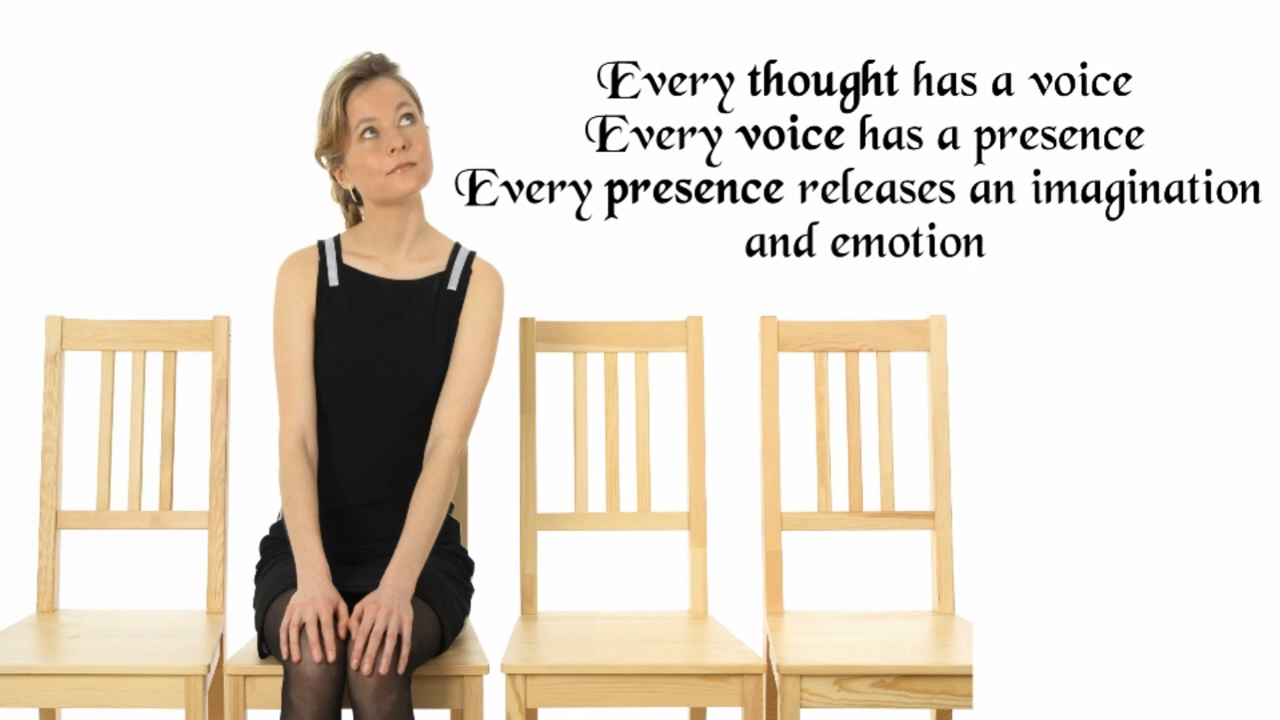 Every thought has a voice
Every voice has a presence
Every presence releases an imagination
and emotion